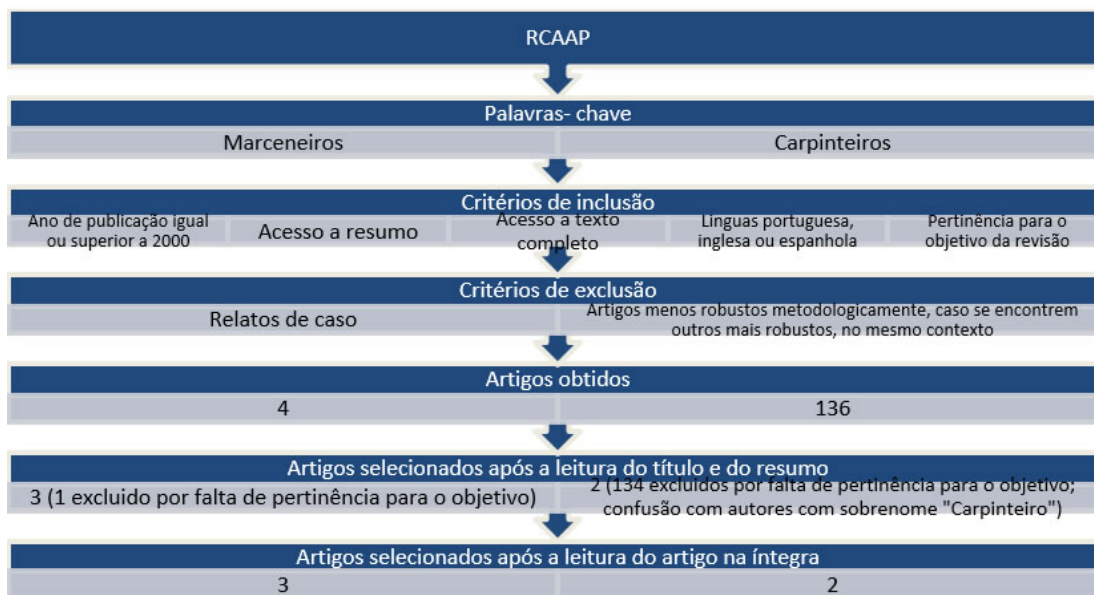 RCAAP
Palavras- chave
Marceneiros
Carpinteiros
Critérios de inclusão
Ano de publicação igual
ou superior a 2000
Acesso a resumo
Acesso a texto
completo
Linguas portuguesa,
inglesa ou espanhola
Pertinência para o
objetivo da revisão
Critérios de exclusão
Relatos de caso
Artigos menos robustos metodologicamente, caso se encontrem
outros mais robustos, no mesmo contexto
Artigos obtidos
4
136
Artigos selecionados após a leitura do título e do resumo
3 (1 excluido por falta de pertinência para o objetivo)
2 (134 excluidos por falta de pertinência para o objetivo;
confusão com autores com sobrenome "Carpinteiro")
Artigos selecionados após a leitura do artigo na íntegra
3
2